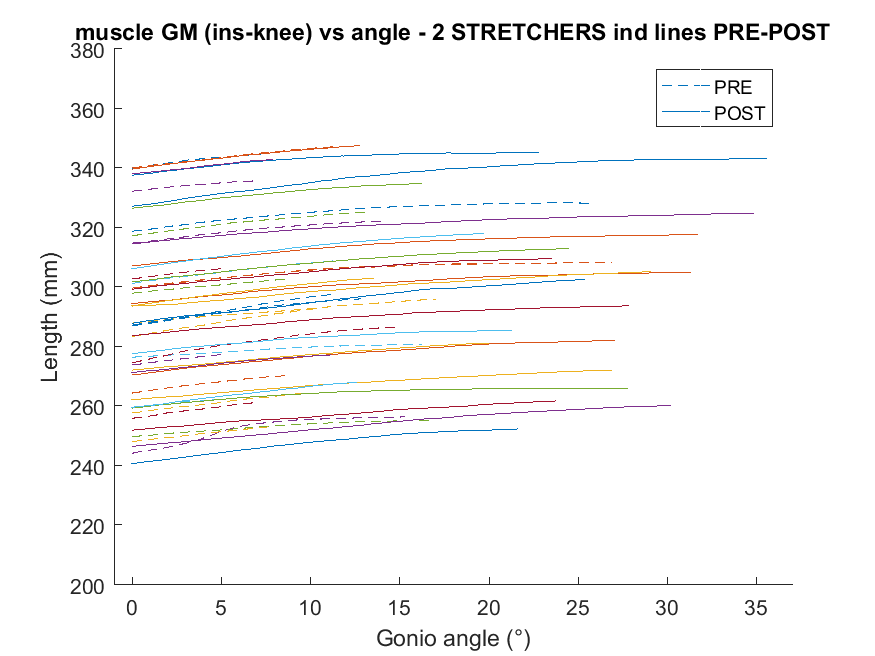 muscle GM (ins-knee) vs angle - 2 STRETCHERS ind lines PRE-POST
380
360
340
320
300
280
260
240
220
200
Length (mm)
PRE
POST
0 5 10 15 20 25 30 35
Gonio angle (°)